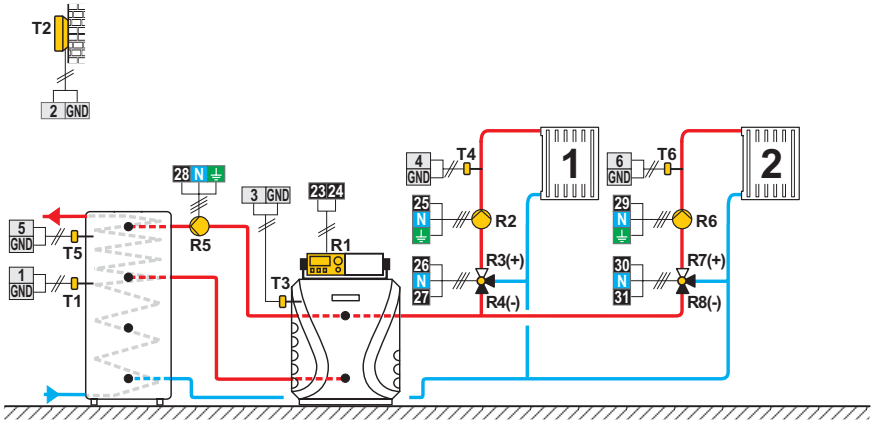 T2
2 GND
28 N
R5
3 GND
23 24
R1
T3
5
GND
T5
1
GND
T1
4
GND
T4
25
N
R2
26
N
27
R3(+)
R4(-)
1
6
GND
T6
29
N
R6
30
N
31
R7(+)
R8(-)
2